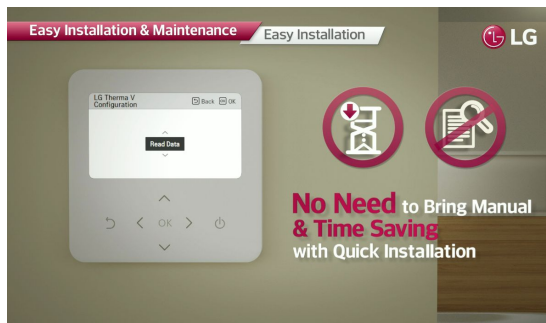 Easy Installation & Maintenance
Easy Installation
LG
LG Therma V
Configuration
Back OK OK
Read Data
OK
No Need to Bring Manual
& Time Saving
with Quick Installation